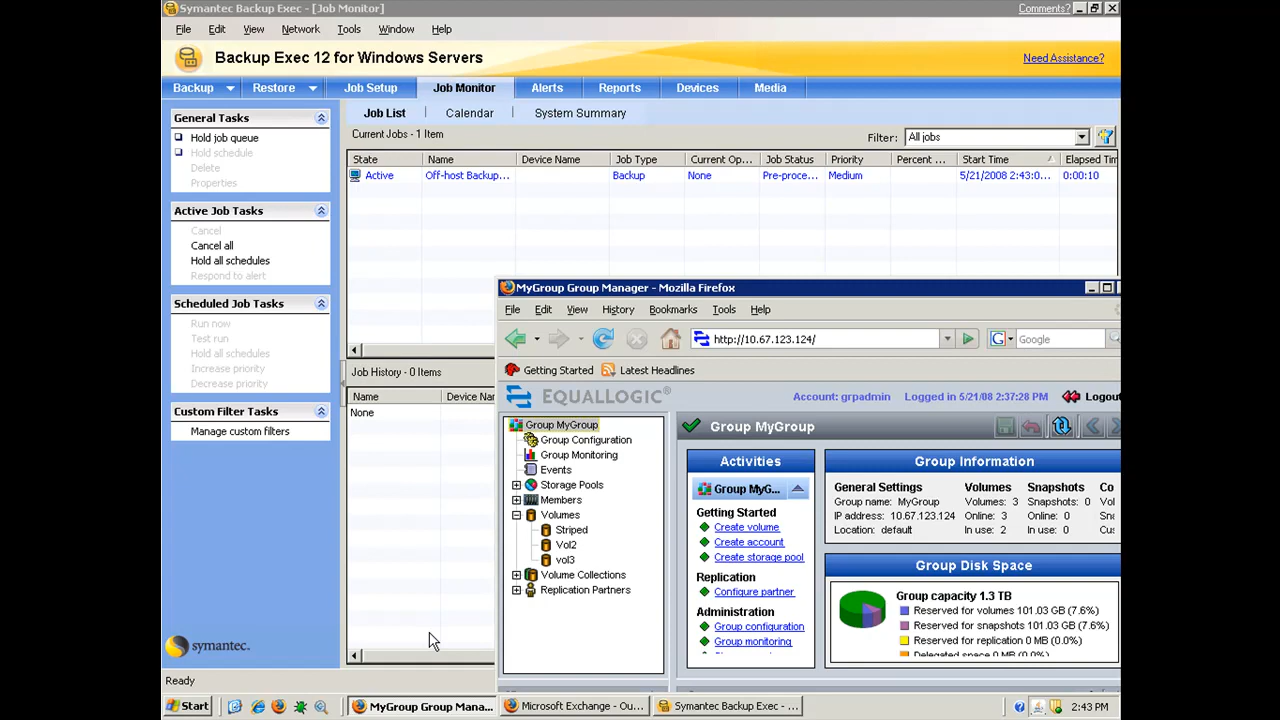 Symantec Backup Exec - [Job Monitor]
Comments?
File Edit View Network Tools Window Help
Backup Exec 12 for Windows Servers
Need Assistance?
Backup Restore Job Setup Job Monitor Alerts Reports Devices Media
Job List Calendar System Summary
General Tasks
Hold job queue
Hold schedule
Delete
Properties
Active Job Tasks
Cancel
Cancel all
Hold all schedules
Respond to alert
Scheduled Job Tasks
Run now
Test run
Hold all schedules
Increase priority
Decrease priority
Custom Filter Tasks
Manage custom filters
symantec.
Ready
Current Jobs - 1 Item
Filter: All jobs
State Name Device Name Job Type Current Op... Job Status Priority Percent ... Start Time Elapsed Tim
Active Off-host Backup... Backup None Pre-proce... Medium 5/21/2008 2:43:0... 0:00:10
Job History - 0 Items
Name Device Nar
None
MyGroup Group Manager - Mozilla Firefox
File Edit View History Bookmarks Tools Help
http://10.67.123.124/
Google
Getting Started Latest Headlines
EQUALLOGIC®
Account: grpadmin Logged in 5/21/08 2:37:28 PM Logout
Group MyGroup
Group Configuration
Group Monitoring
Events
Storage Pools
Members
Volumes
Striped
Vol2
vol3
Volume Collections
Replication Partners
Group MyGroup
Activities
Group MyG...
Getting Started
Create volume
Create account
Create storage pool
Replication
Configure partner
Administration
Group configuration
Group monitoring
Group Information
General Settings Volumes Snapshots Co
Group name: MyGroup Volumes: 3 Snapshots: 0 Vol
IP address: 10.67.123.124 Online: 3 Online: 0 Sna
Location: default In use: 2 In use: 0 Cus
Group Disk Space
Group capacity 1.3 TB
Reserved for volumes 101.03 GB (7.6%)
Reserved for snapshots 101.03 GB (7.6%)
Reserved for replication 0 MB (0.0%)
Delegated space 0 MB (0.0%)
Start
MyGroup Group Mana...
Microsoft Exchange - Ou...
Symantec Backup Exec - ...
2:43 PM